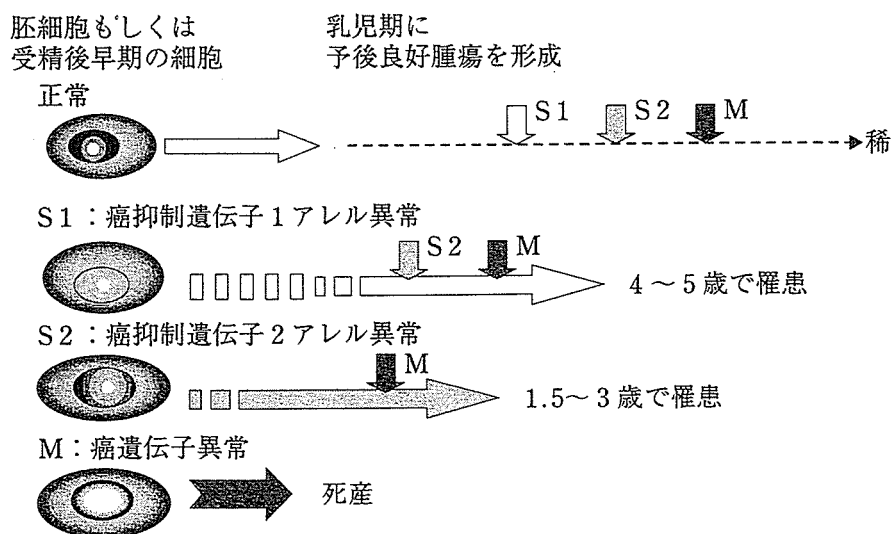 胚細胞もしくは
受精後早期の細胞
乳児期に
予後良好腫瘍を形成
正常
S1
S2
M
稀
S1：癌抑制遺伝子1アレル異常
S2
M
4～5歳で罹患
S2：癌抑制遺伝子2アレル異常
M
1.5～3歳で罹患
M：癌遺伝子異常
死産